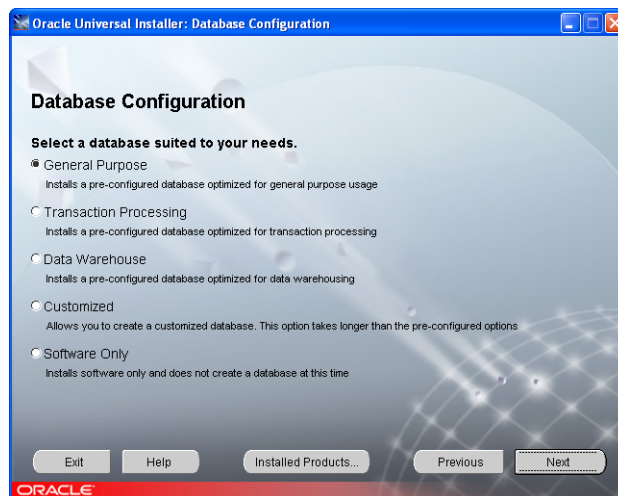 Oracle Universal Installer: Database Configuration
Database Configuration
Select a database suited to your needs.
General Purpose
Installs a pre-configured database optimized for general purpose usage
Transaction Processing
Installs a pre-configured database optimized for transaction processing
Data Warehouse
Installs a pre-configured database optimized for data warehousing
Customized
Allows you to create a customized database. This option takes longer than the pre-configured options
Software Only
Installs software only and does not create a database at this time
Exit Help Installed Products... Previous Next
ORACLE